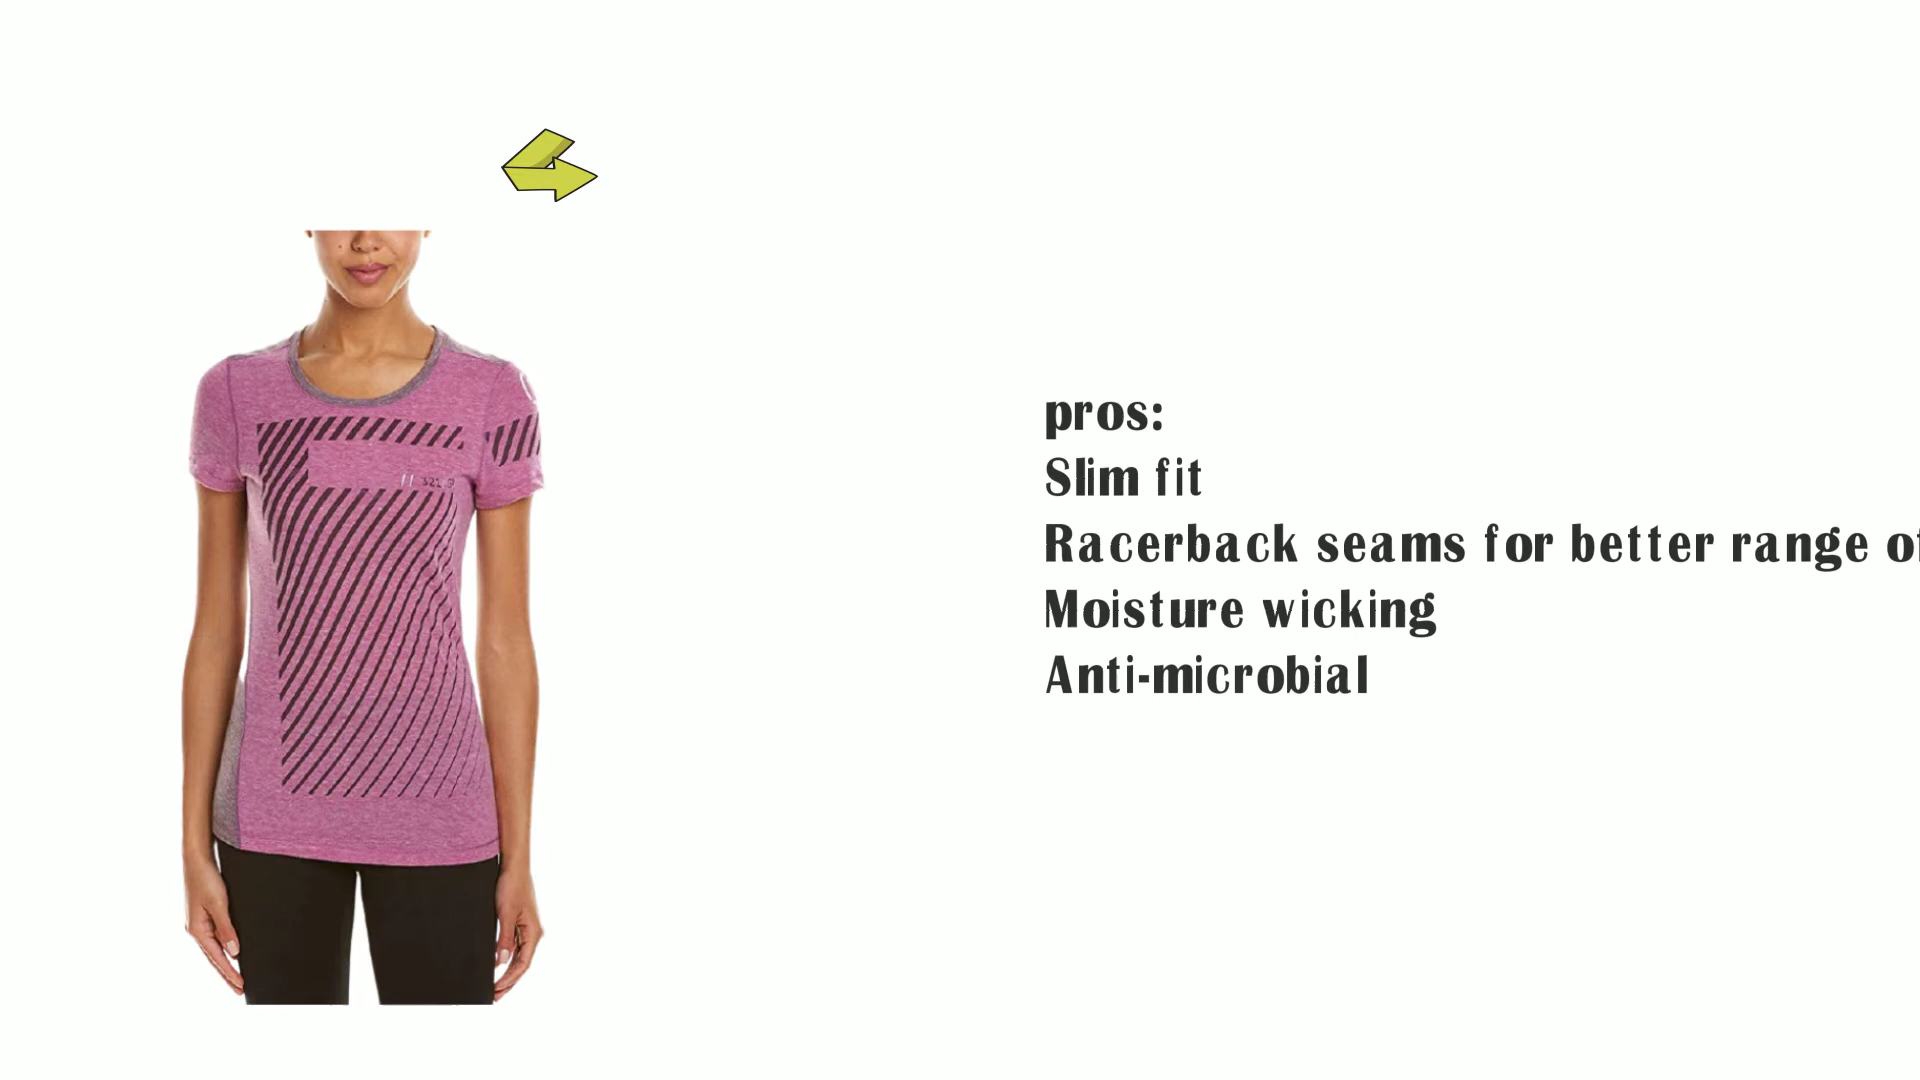 pros:
Slim fit
Racerback seams for better range of
Moisture wicking
Anti-microbial